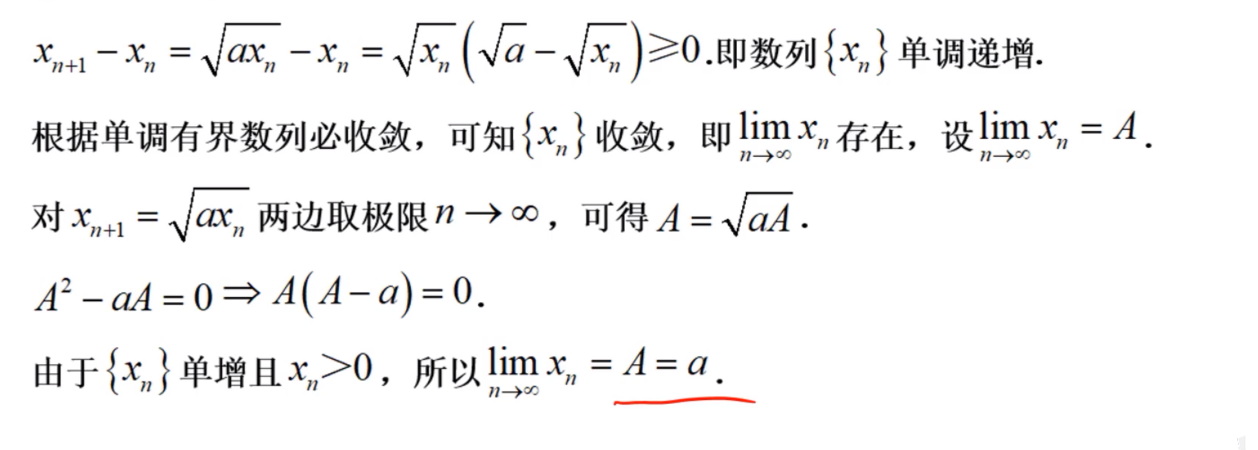 $x_{n+1} - x_n = \sqrt{ax_n} - x_n = \sqrt{x_n}\left(\sqrt{a} - \sqrt{x_n}\right) \geqslant 0$.即数列$\{x_n\}$单调递增.
根据单调有界数列必收敛，可知$\{x_n\}$收敛，即$\lim\limits_{n \to \infty} x_n$存在，设$\lim\limits_{n \to \infty} x_n = A$.
对$x_{n+1} = \sqrt{ax_n}$两边取极限$n \to \infty$，可得$A = \sqrt{aA}$.
$A^2 - aA = 0 \Rightarrow A(A - a) = 0$.
由于$\{x_n\}$单增且$x_n > 0$，所以$\lim\limits_{n \to \infty} x_n = A = a$.